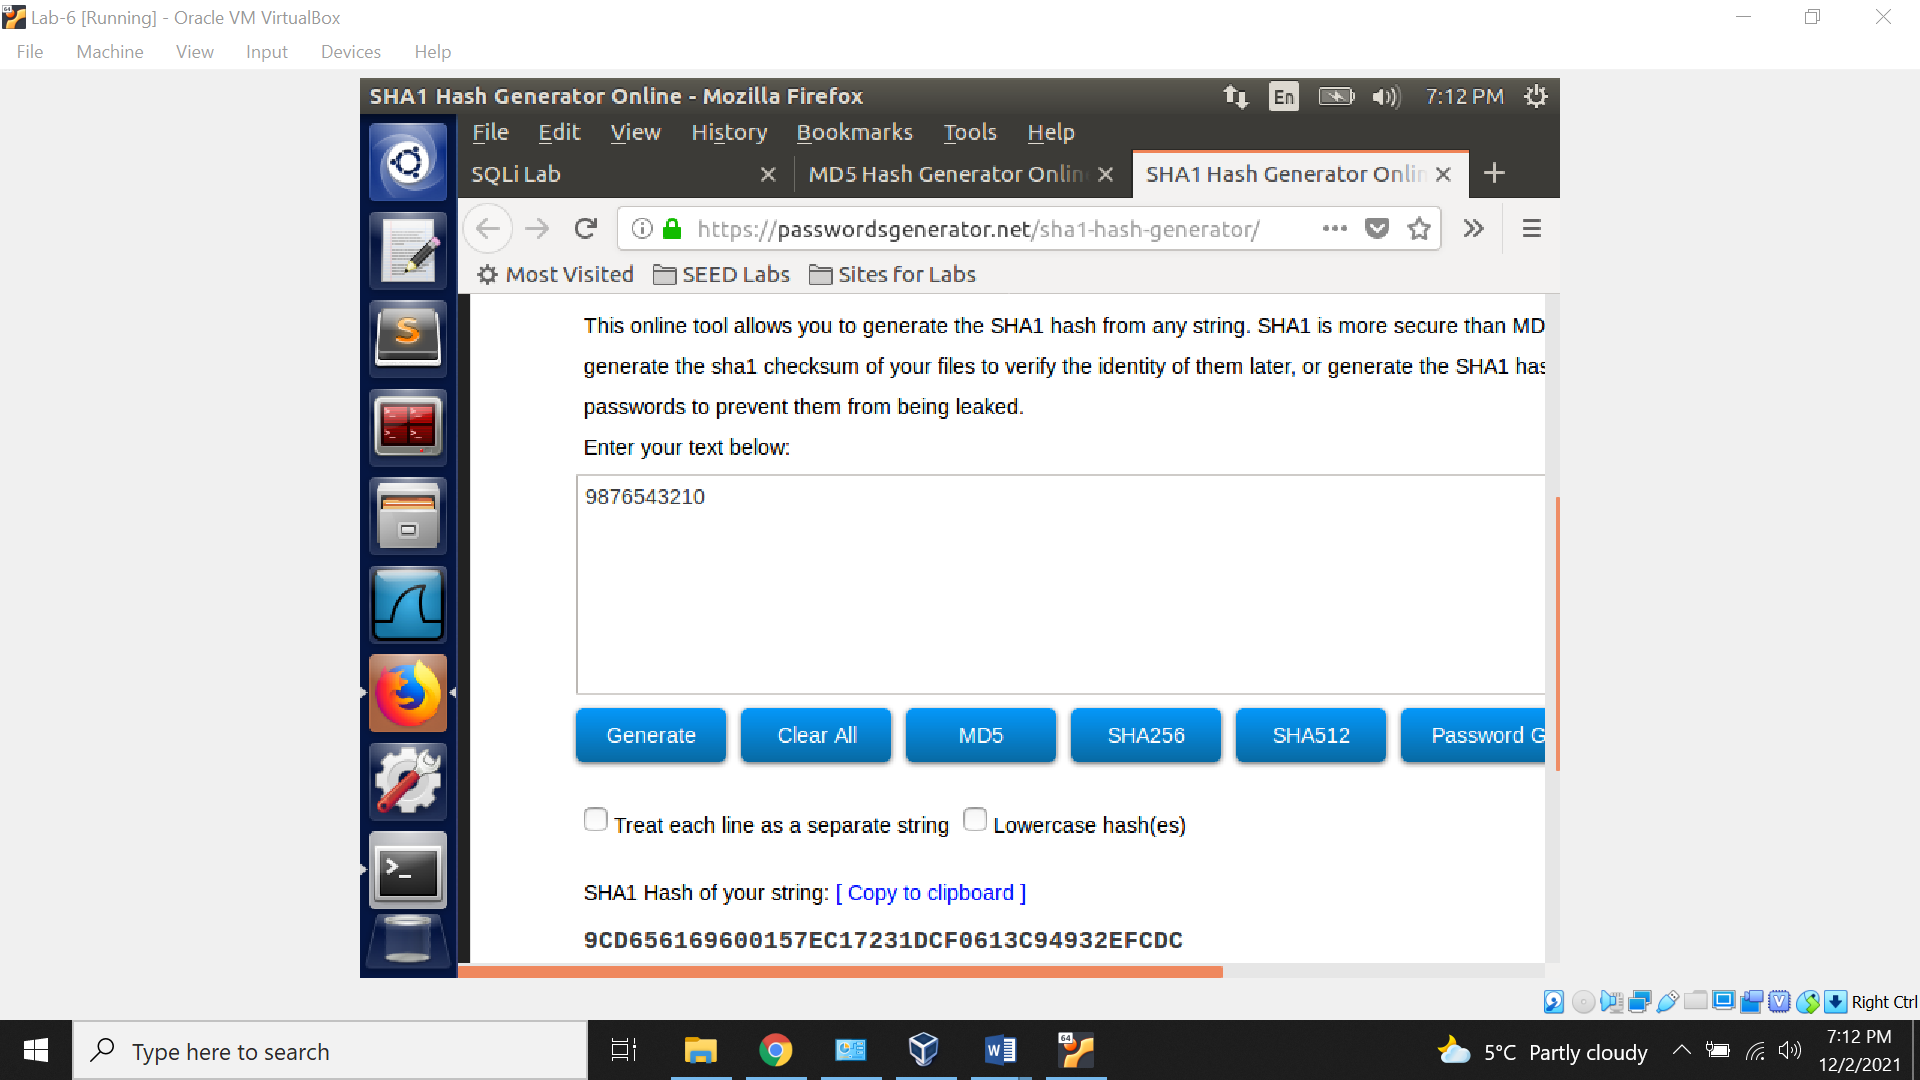 Lab-6 [Running] - Oracle VM VirtualBox
File Machine View Input Devices Help
SHA1 Hash Generator Online - Mozilla Firefox En 7:12 PM
File Edit View History Bookmarks Tools Help
SQLi Lab MD5 Hash Generator Online SHA1 Hash Generator Onlin
https://passwordsgenerator.net/sha1-hash-generator/
Most Visited SEED Labs Sites for Labs
This online tool allows you to generate the SHA1 hash from any string. SHA1 is more secure than MD
generate the sha1 checksum of your files to verify the identity of them later, or generate the SHA1 has
passwords to prevent them from being leaked.
Enter your text below:
9876543210
Generate Clear All MD5 SHA256 SHA512 Password G
Treat each line as a separate string Lowercase hash(es)
SHA1 Hash of your string: [ Copy to clipboard ]
9CD656169600157EC17231DCF0613C94932EFCDC
Right Ctrl
Type here to search
64
5°C Partly cloudy
7:12 PM
12/2/2021